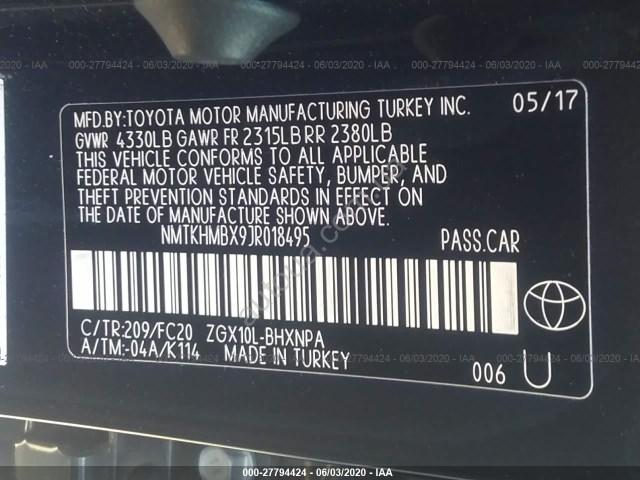 000-27794424 - 06/03/2020 - IAA
MFD.BY:TOYOTA MOTOR MANUFACTURING TURKEY INC. 05/17
GVWR 4330LB GAWR FR 2315LB RR 2380LB
THIS VEHICLE CONFORMS TO ALL APPLICABLE
FEDERAL MOTOR VEHICLE SAFETY, BUMPER, AND
THEFT PREVENTION STANDARDS IN EFFECT ON
THE DATE OF MANUFACTURE SHOWN ABOVE.
NMTKHMBX9JR018495 PASS.CAR
C/TR:209/FC20 ZGX10L-BHXNPA
A/TM:-04A/K114 MADE IN TURKEY
006 U
000-27794424 - 06/03/2020 - IAA